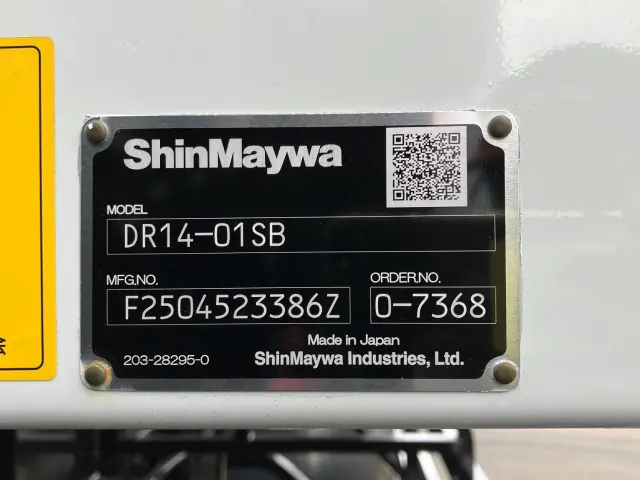 ShinMaywa
MODEL
DR14-01SB
MFG.NO. ORDER.NO.
F2504523386Z 0-7368
Made in Japan
203-28295-0 ShinMaywa Industries, Ltd.